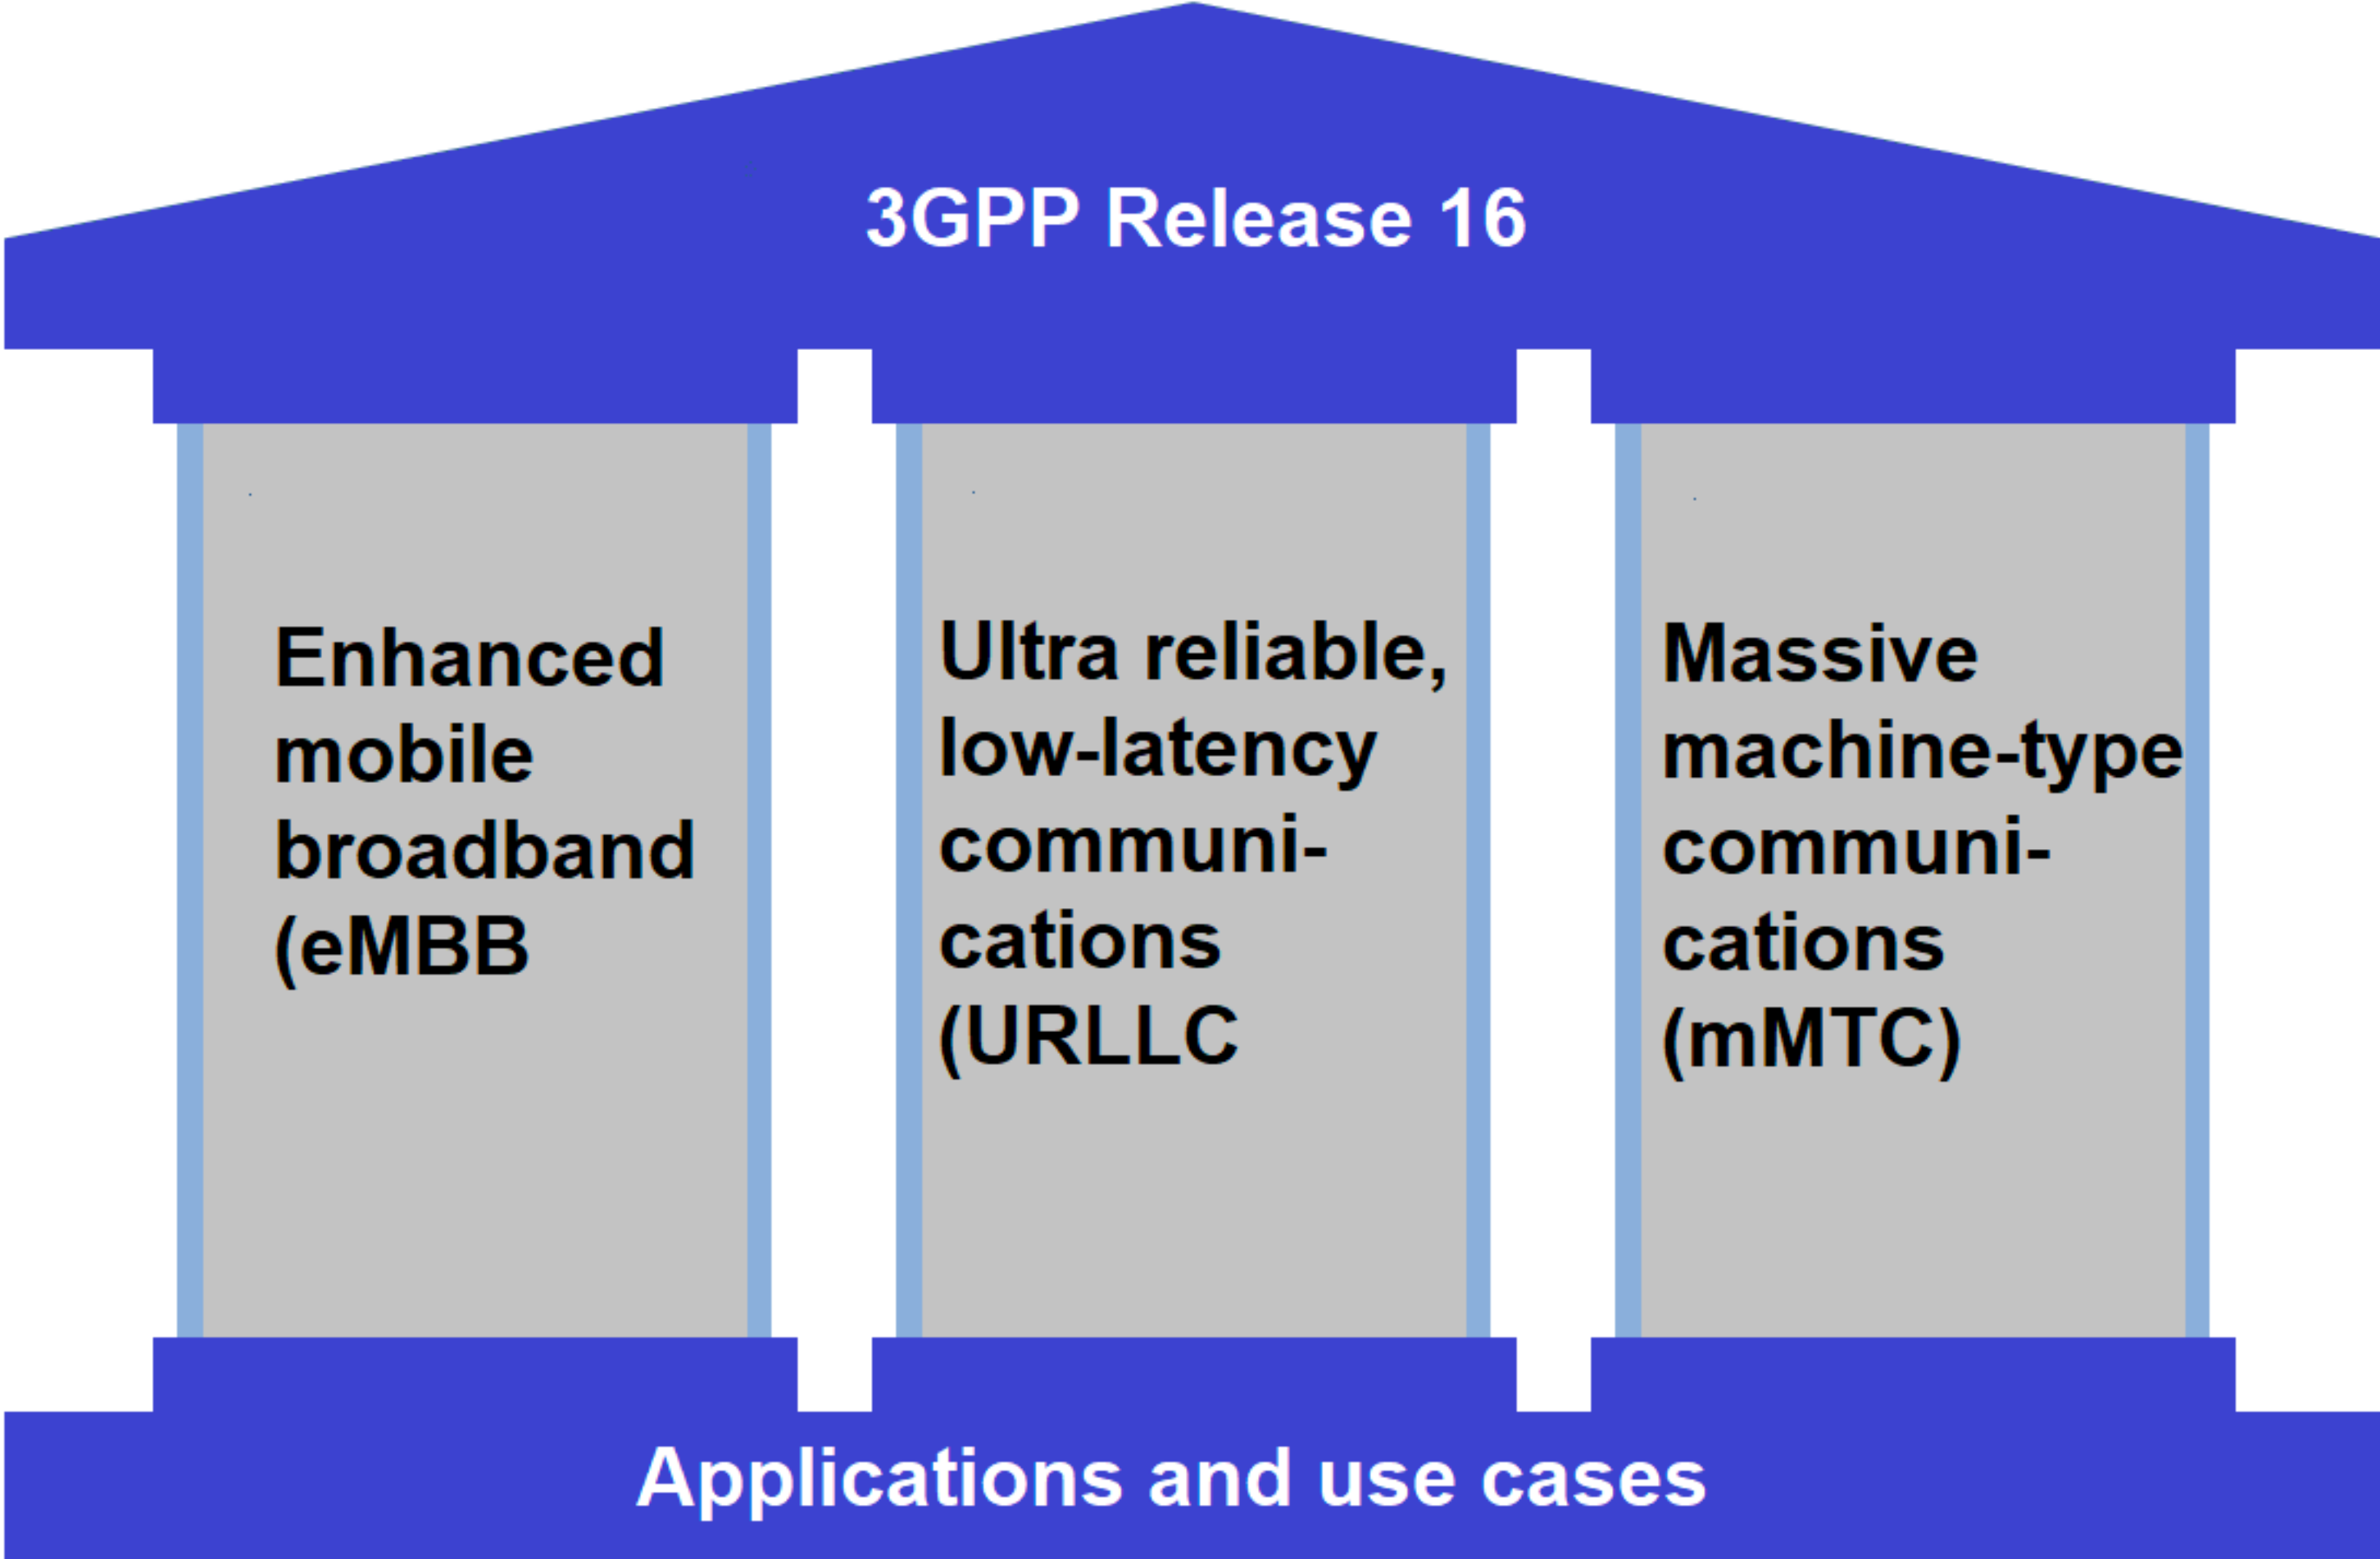 3GPP Release 16
Enhanced
mobile
broadband
(eMBB
Ultra reliable,
low-latency
communi-
cations
(URLLC
Massive
machine-type
communi-
cations
(mMTC)
Applications and use cases